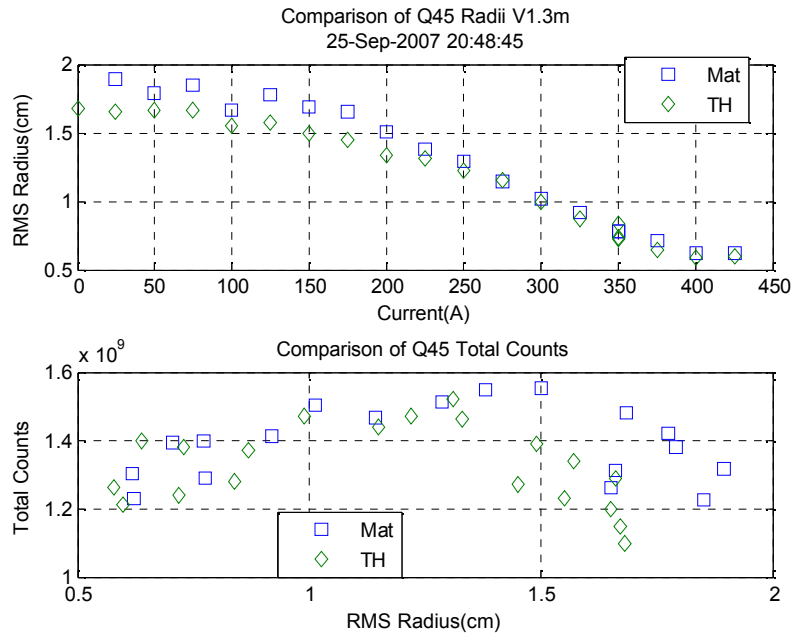 Comparison of Q45 Radii V1.3m
25-Sep-2007 20:48:45
2
1.5
1
0.5
RMS Radius(cm)
Mat
TH
0 50 100 150 200 250 300 350 400 450
Current(A)
x 10^9
Comparison of Q45 Total Counts
1.6
1.4
1.2
1
Total Counts
Mat
TH
0.5 1 1.5 2
RMS Radius(cm)